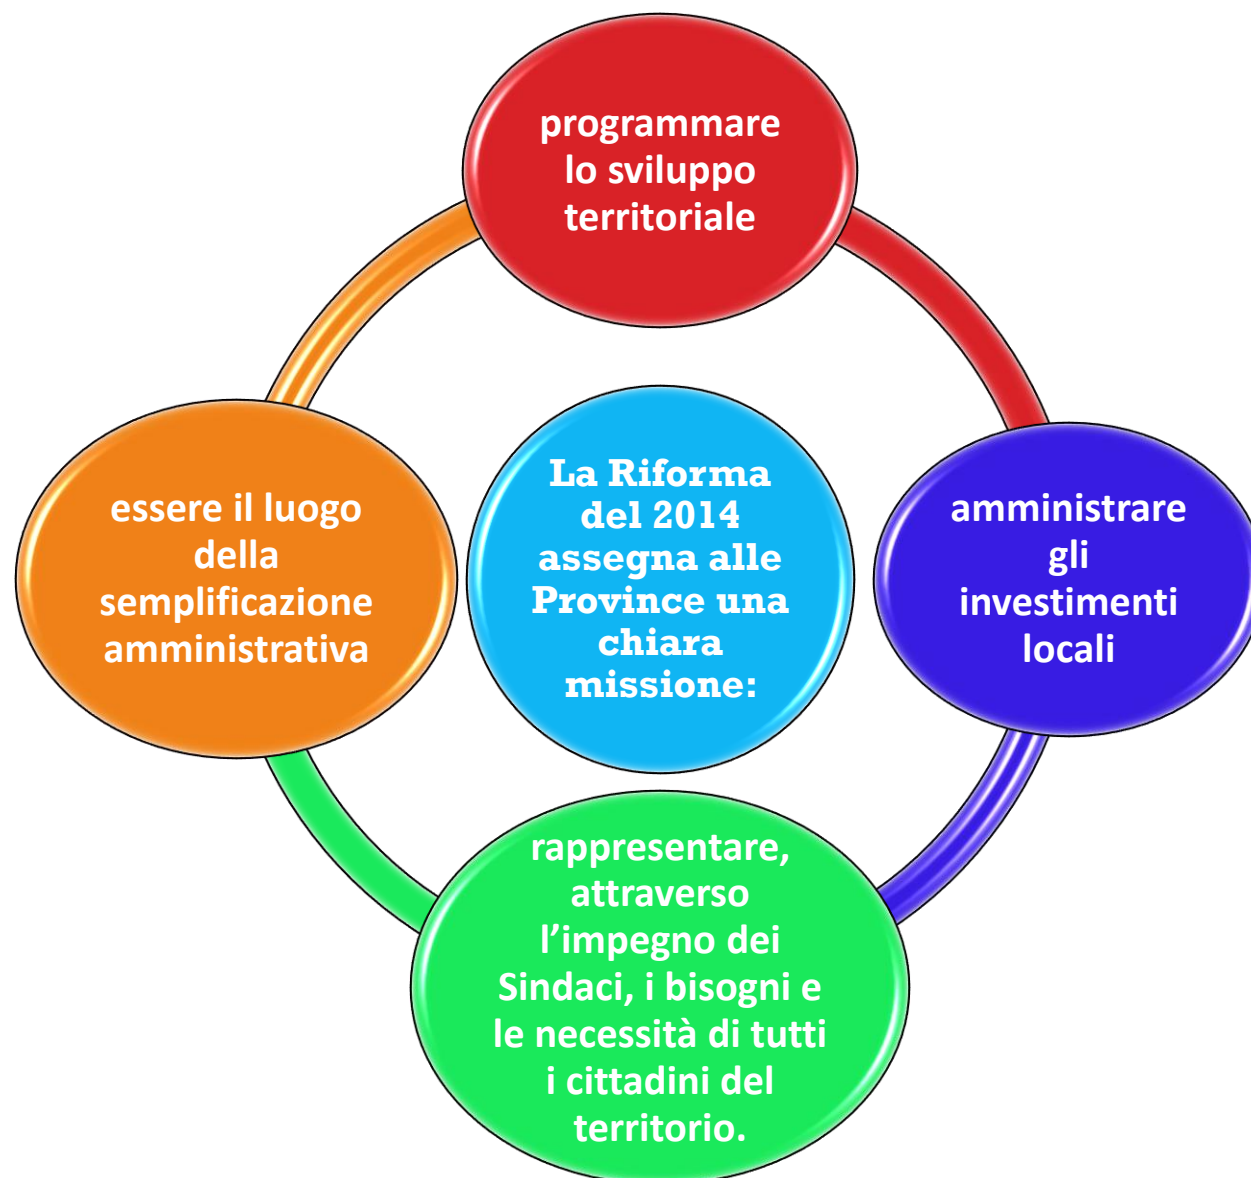 programmare
lo sviluppo
territoriale
essere il luogo
della
semplificazione
amministrativa
La Riforma
del 2014
assegna alle
Province una
chiara
missione:
amministrare
gli
investimenti
locali
rappresentare,
attraverso
l’impegno dei
Sindaci, i bisogni e
le necessità di tutti
i cittadini del
territorio.